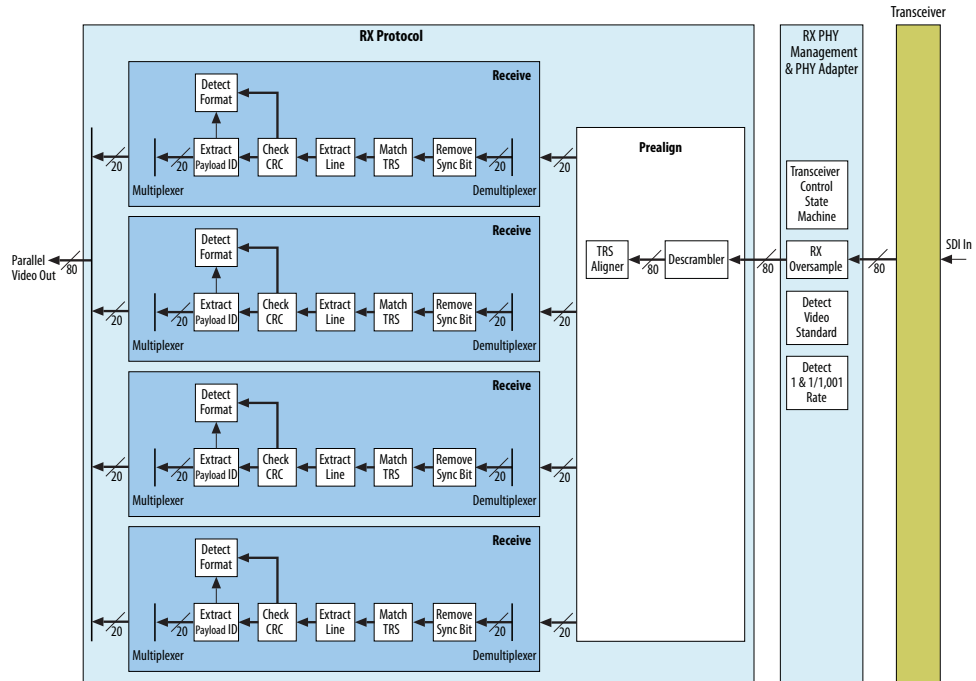 Transceiver
RX Protocol
RX PHY
Management
& PHY Adapter
Receive
Detect
Format
Extract
Payload ID
Check
CRC
Extract
Line
Match
TRS
Remove
Sync Bit
20
20
20
20
Multiplexer
Demultiplexer
Prealign
Transceiver
Control
State
Machine
Receive
Detect
Format
Extract
Payload ID
Check
CRC
Extract
Line
Match
TRS
Remove
Sync Bit
20
20
20
20
Multiplexer
Demultiplexer
Parallel
Video Out
80
TRS
Aligner
80
Descrambler
80
RX
Oversample
80
SDI In
Detect
Video
Standard
Detect
1 & 1/1,001
Rate
Receive
Detect
Format
Extract
Payload ID
Check
CRC
Extract
Line
Match
TRS
Remove
Sync Bit
20
20
20
20
Multiplexer
Demultiplexer
Receive
Detect
Format
Extract
Payload ID
Check
CRC
Extract
Line
Match
TRS
Remove
Sync Bit
20
20
20
20
Multiplexer
Demultiplexer